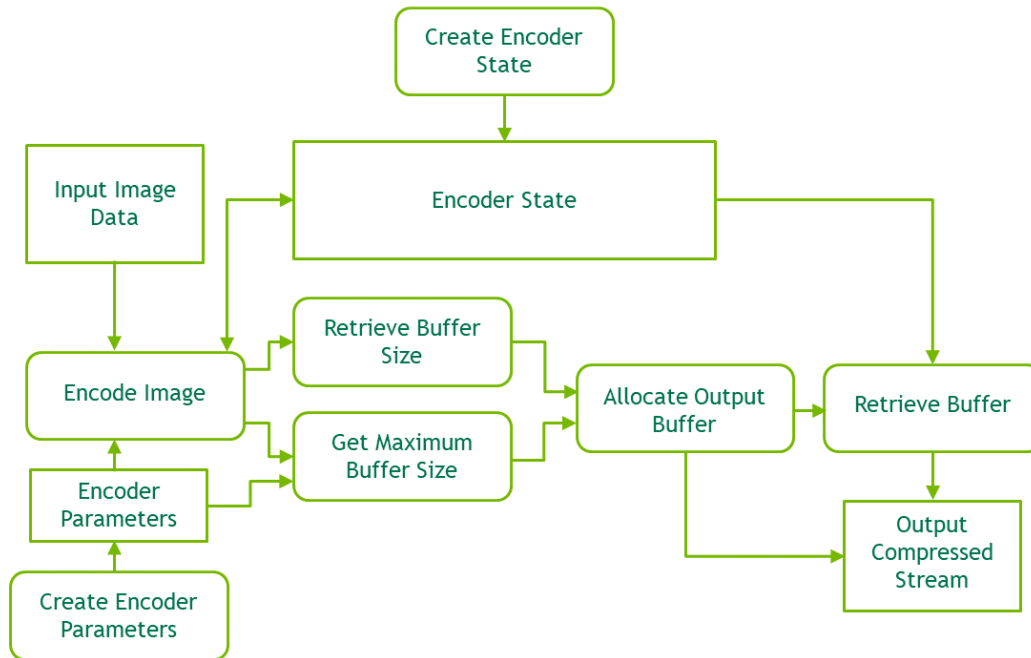 Create Encoder
State
Input Image
Data
Encoder State
Retrieve Buffer
Size
Encode Image
Allocate Output
Buffer
Retrieve Buffer
Get Maximum
Buffer Size
Encoder
Parameters
Output
Compressed
Stream
Create Encoder
Parameters